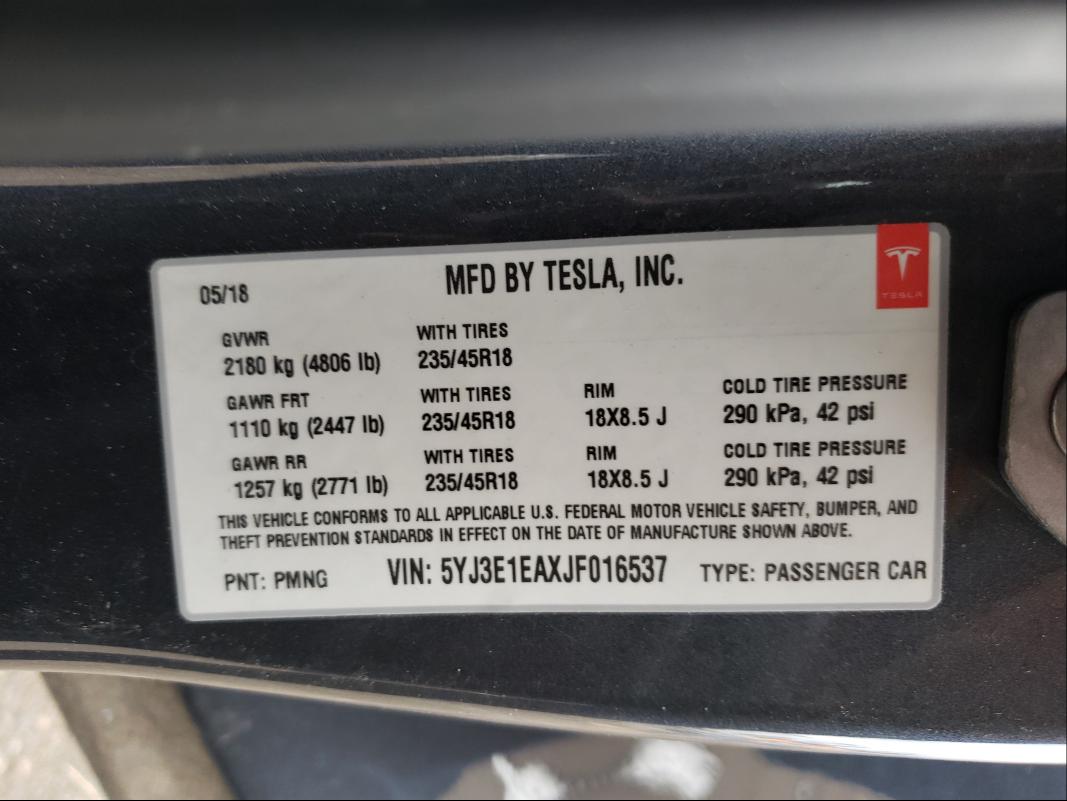 05/18
MFD BY TESLA, INC.
TESLA
GVWR
WITH TIRES
2180 kg (4806 lb)
235/45R18
GAWR FRT
WITH TIRES
RIM
COLD TIRE PRESSURE
1110 kg (2447 lb)
235/45R18
18X8.5 J
290 kPa, 42 psi
GAWR RR
WITH TIRES
RIM
COLD TIRE PRESSURE
1257 kg (2771 lb)
235/45R18
18X8.5 J
290 kPa, 42 psi
THIS VEHICLE CONFORMS TO ALL APPLICABLE U.S. FEDERAL MOTOR VEHICLE SAFETY, BUMPER, AND
THEFT PREVENTION STANDARDS IN EFFECT ON THE DATE OF MANUFACTURE SHOWN ABOVE.
PNT: PMNG
VIN: 5YJ3E1EAXJF016537
TYPE: PASSENGER CAR